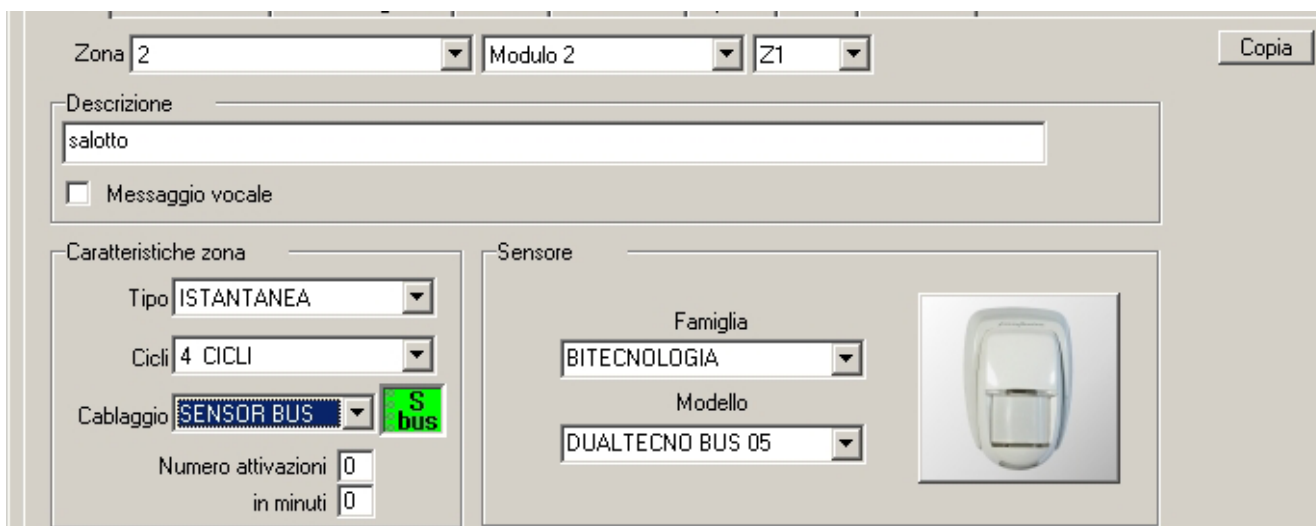 Zona 2 Modulo 2 Z1 Copia
Descrizione
salotto
Messaggio vocale
Caratteristiche zona
Tipo ISTANTANEA
Cicli 4 CICLI
Cablaggio SENSOR BUS S bus
Numero attivazioni 0
in minuti 0
Sensore
Famiglia
BITECNOLOGIA
Modello
DUALTECNO BUS 05